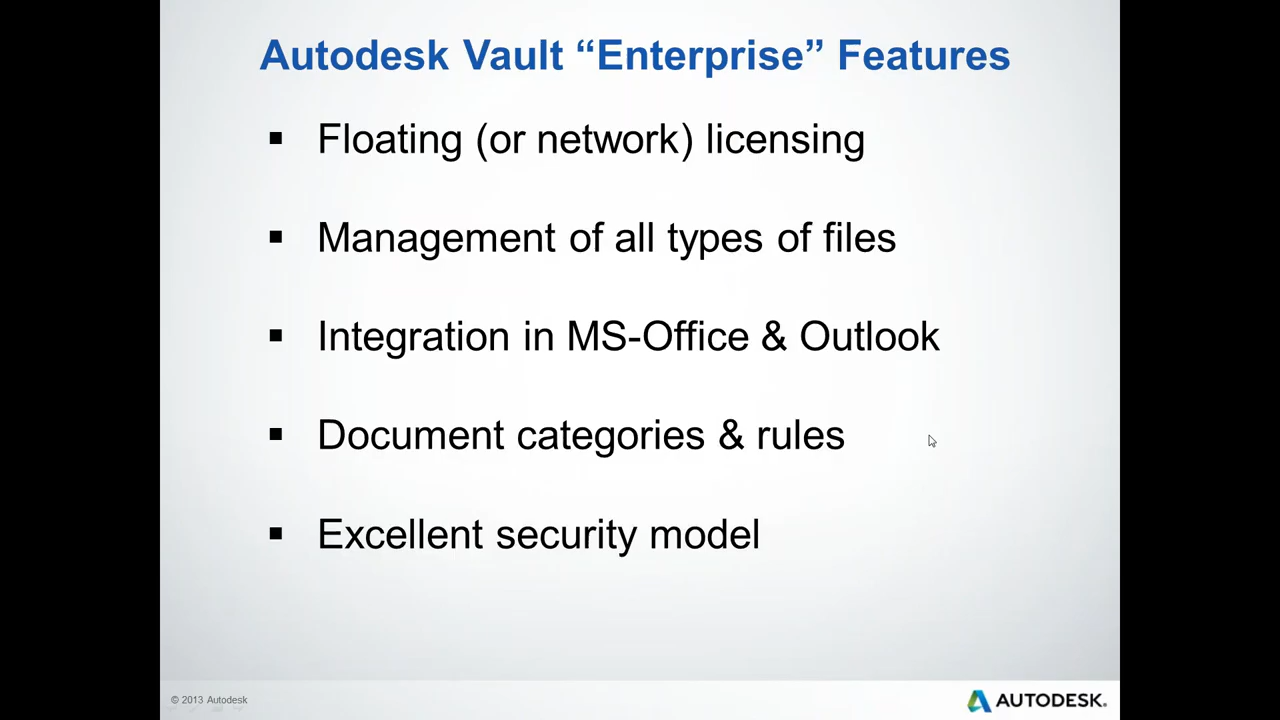 Autodesk Vault “Enterprise” Features
▪ Floating (or network) licensing
▪ Management of all types of files
▪ Integration in MS-Office & Outlook
▪ Document categories & rules
▪ Excellent security model
© 2013 Autodesk
AUTODESK.